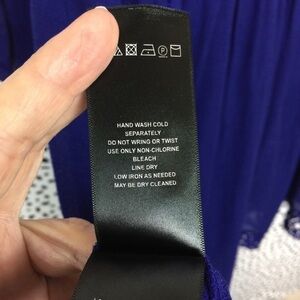 HAND WASH COLD
SEPARATELY
DO NOT WRING OR TWIST
USE ONLY NON-CHLORINE
BLEACH
LINE DRY
LOW IRON AS NEEDED
MAY BE DRY CLEANED